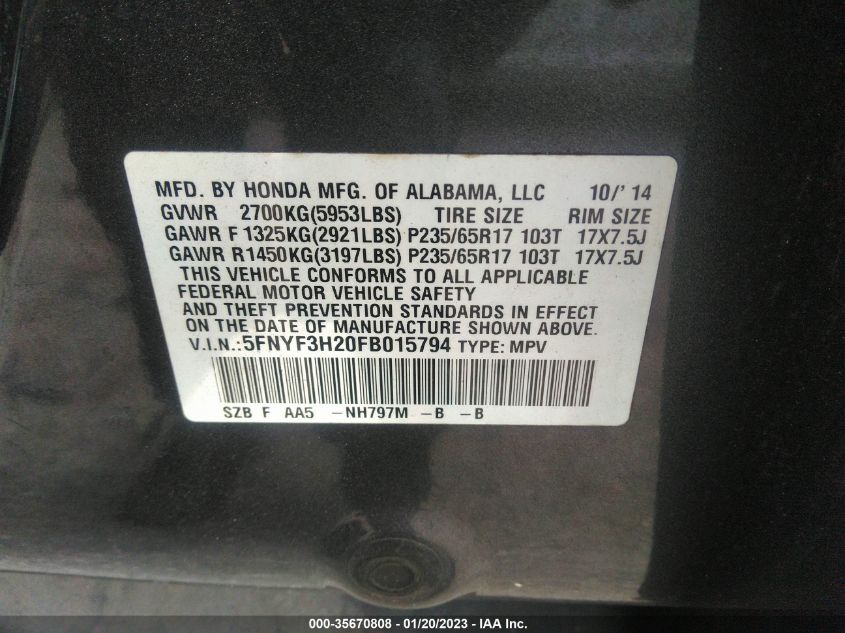 MFD. BY HONDA MFG. OF ALABAMA, LLC 10/' 14
GVWR 2700KG(5953LBS) TIRE SIZE RIM SIZE
GAWR F 1325KG(2921LBS) P235/65R17 103T 17X7.5J
GAWR R1450KG(3197LBS) P235/65R17 103T 17X7.5J
THIS VEHICLE CONFORMS TO ALL APPLICABLE
FEDERAL MOTOR VEHICLE SAFETY
AND THEFT PREVENTION STANDARDS IN EFFECT
ON THE DATE OF MANUFACTURE SHOWN ABOVE.
V.I.N.:5FNYF3H20FB015794 TYPE: MPV
SZB F AA5 -NH797M -B -B
000-35670808 - 01/20/2023 - IAA Inc.